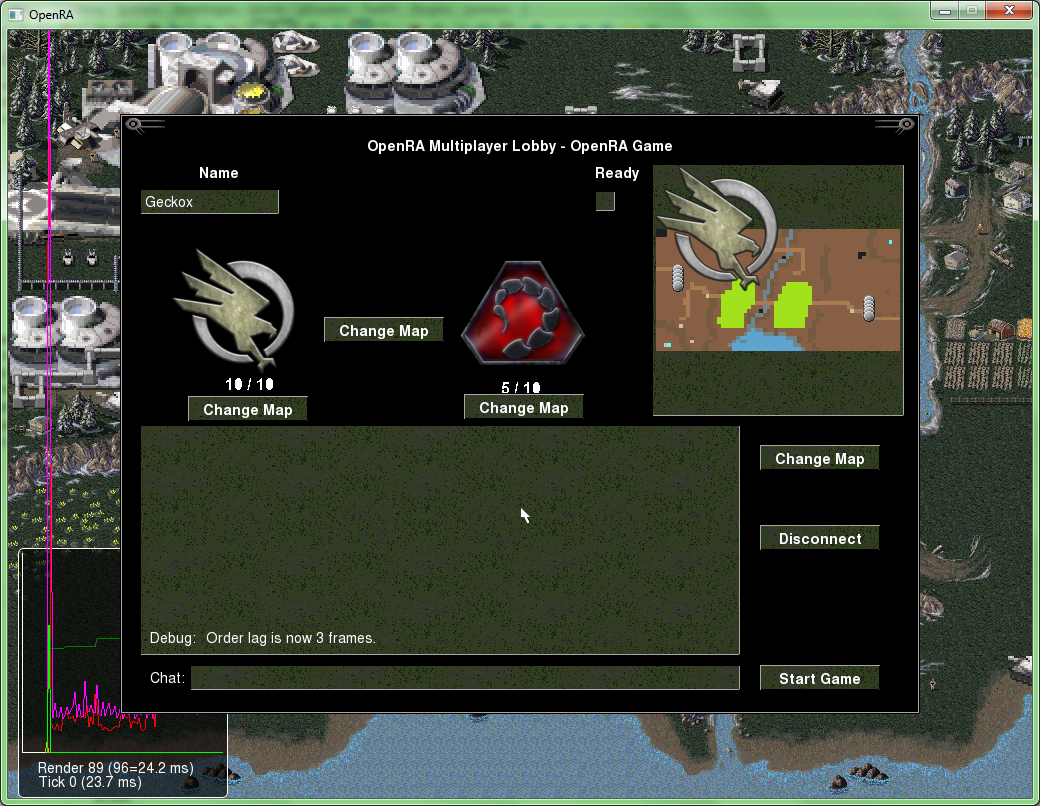 OpenRA
OpenRA Multiplayer Lobby - OpenRA Game
Name
Ready
Geckox
Change Map
10 / 10
5 / 10
Change Map
Change Map
Change Map
Disconnect
Debug: Order lag is now 3 frames.
Chat:
Start Game
Render 89 (96=24.2 ms)
Tick 0 (23.7 ms)